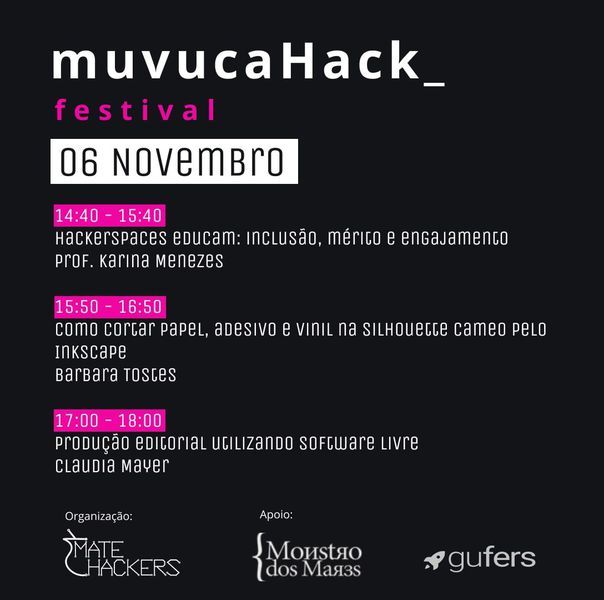 muvucaHack_
festival
06 Novembro
14:40 - 15:40
Hackerspaces educam: inclusão, mérito e engajamento
Prof. Karina Menezes
15:50 - 16:50
Como cortar papel, adesivo e vinil na Silhouette Cameo pelo
Inkscape
Barbara Tostes
17:00 - 18:00
Produção editorial utilizando software livre
Claudia Mayer
Organização:
Apoio:
MATE
HACKERS
{Monstro
dos Mares
gufers